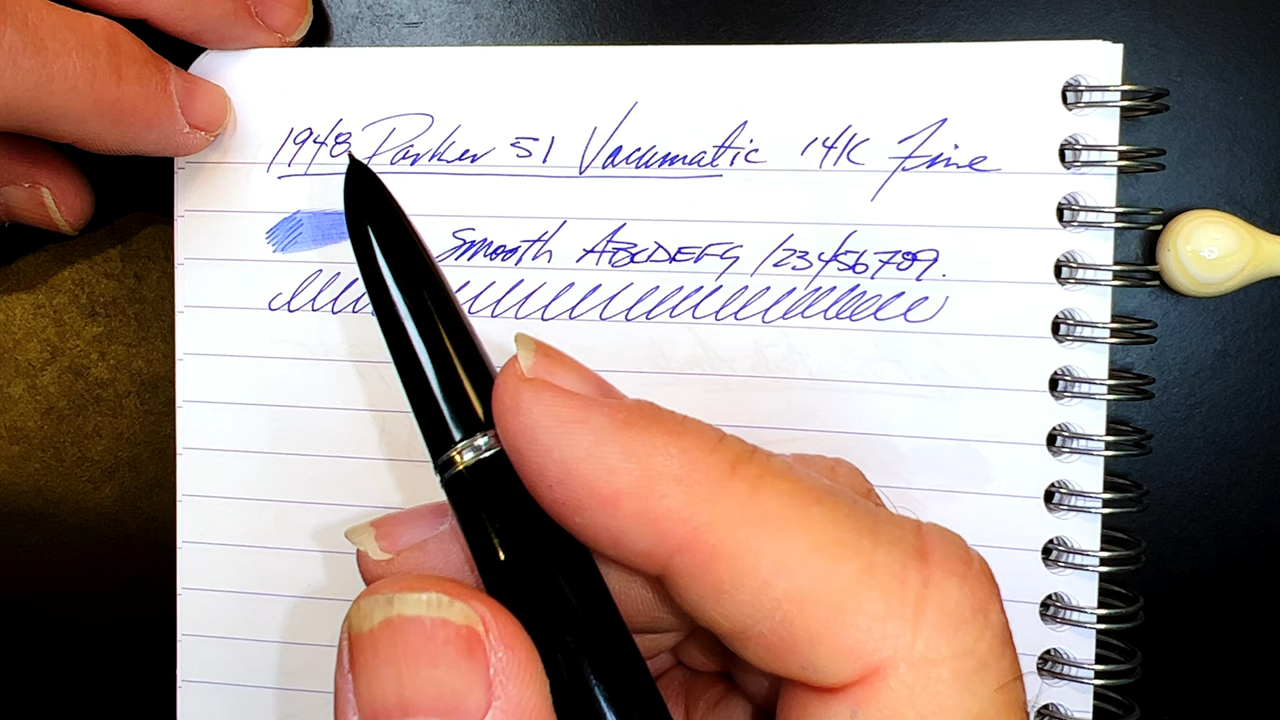 1948 Parker 51 Vacumatic 14K Fine
Smooth ABCDEFG 123456789.